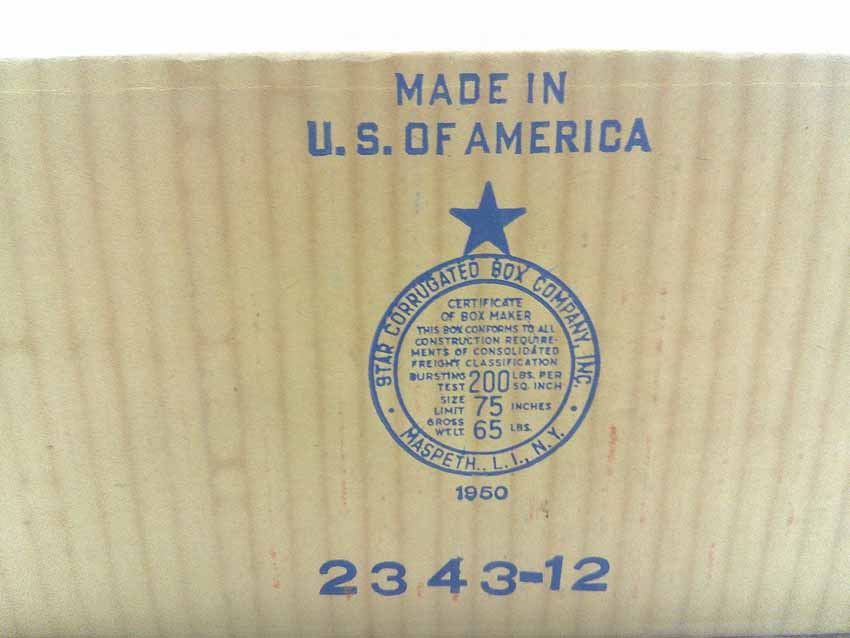 MADE IN
U.S. OF AMERICA
STAR CORRUGATED BOX COMPANY, INC.
CERTIFICATE
OF BOX MAKER
THIS BOX CONFORMS TO ALL
CONSTRUCTION REQUIRE-
MENTS OF CONSOLIDATED
FREIGHT CLASSIFICATION
BURSTING TEST 200 LBS. PER SQ. INCH
SIZE LIMIT 75 INCHES
GROSS WT. LT. 65 LBS.
MASPETH., L. I., N. Y.
1950
2343-12